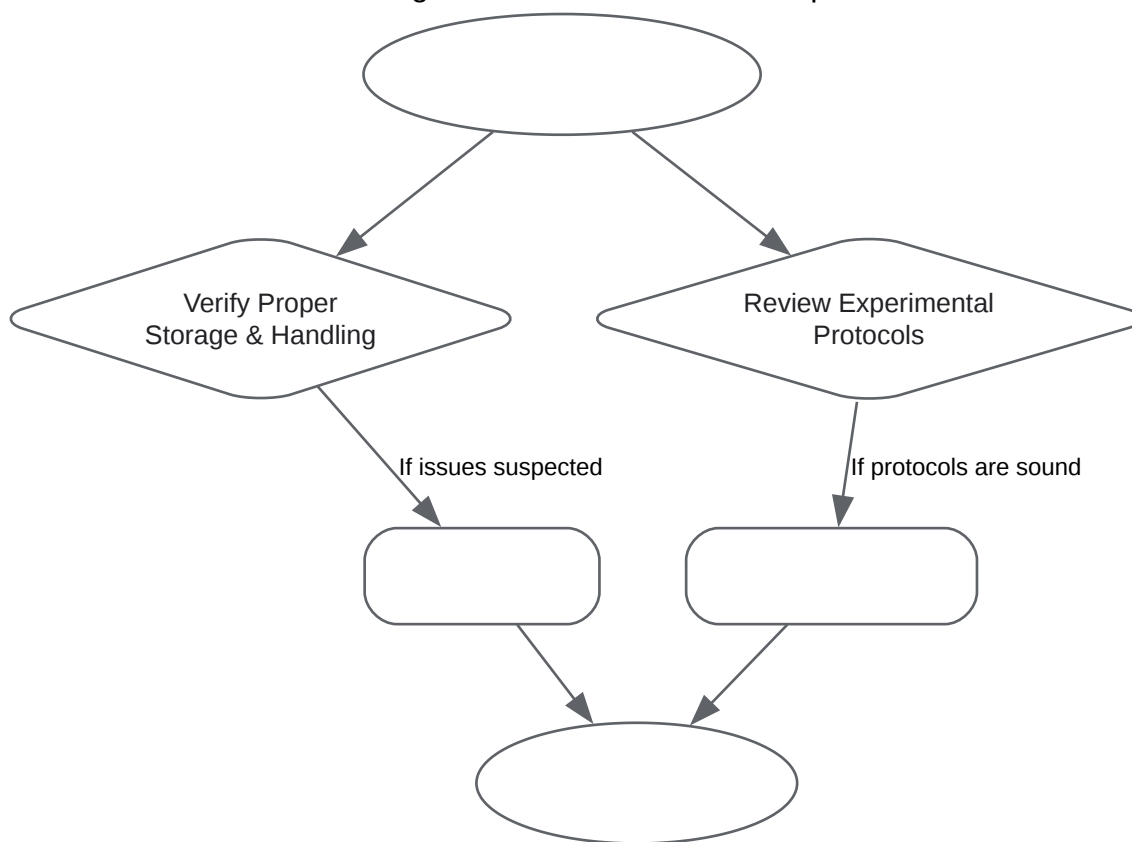 Verify Proper
Storage & Handling
Review Experimental
Protocols
If issues suspected
If protocols are sound